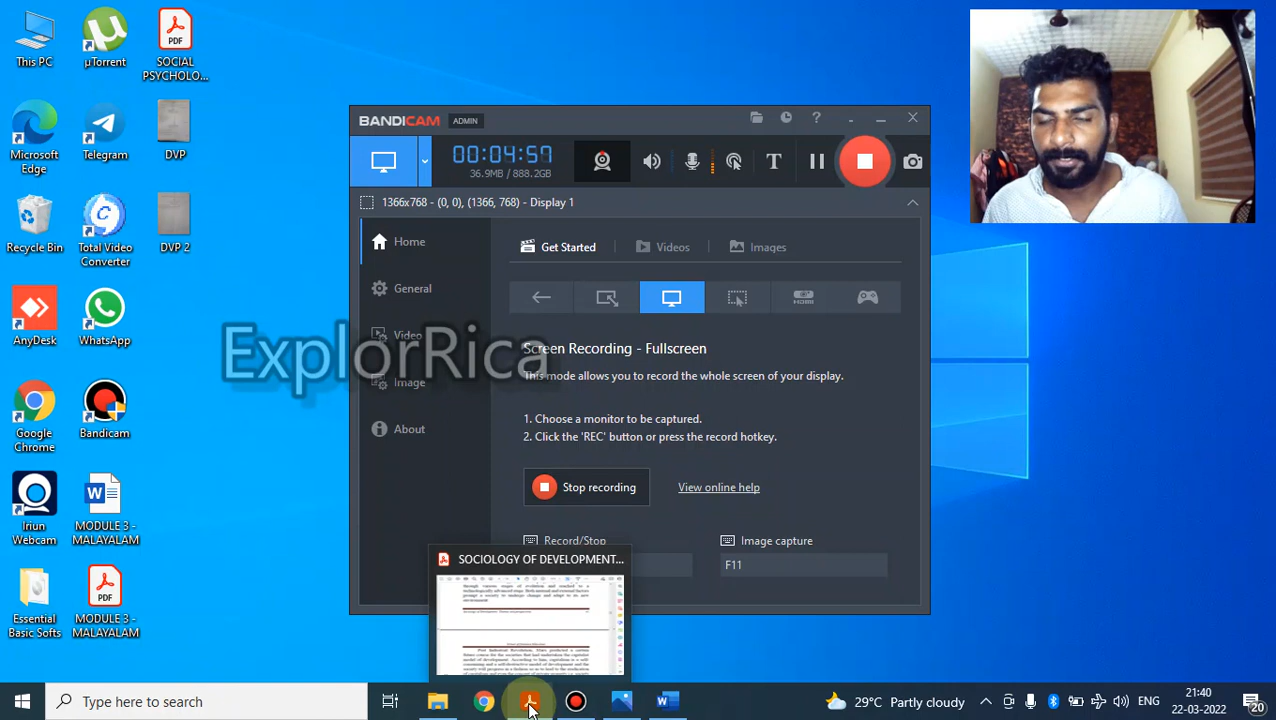 This PC
µTorrent
SOCIAL PSYCHOLO...
Microsoft Edge
Telegram
DVP
Recycle Bin
Total Video Converter
DVP 2
AnyDesk
WhatsApp
Google Chrome
Bandicam
Iriun Webcam
MODULE 3 - MALAYALAM
Essential Basic Softs
MODULE 3 - MALAYALAM
PDF
PDF
BANDICAM ADMIN
00:04:57
36.9MB / 888.2GB
1366x768 - (0, 0), (1366, 768) - Display 1
Home
General
Video
Image
About
Get Started
Videos
Images
HDMI
Screen Recording - Fullscreen
This mode allows you to record the whole screen of your display.
1. Choose a monitor to be captured.
2. Click the 'REC' button or press the record hotkey.
Stop recording
View online help
Record/Stop
Image capture
F11
ExplorRica
SOCIOLOGY OF DEVELOPMENT...
Type here to search
29°C Partly cloudy
ENG
21:40
22-03-2022
20